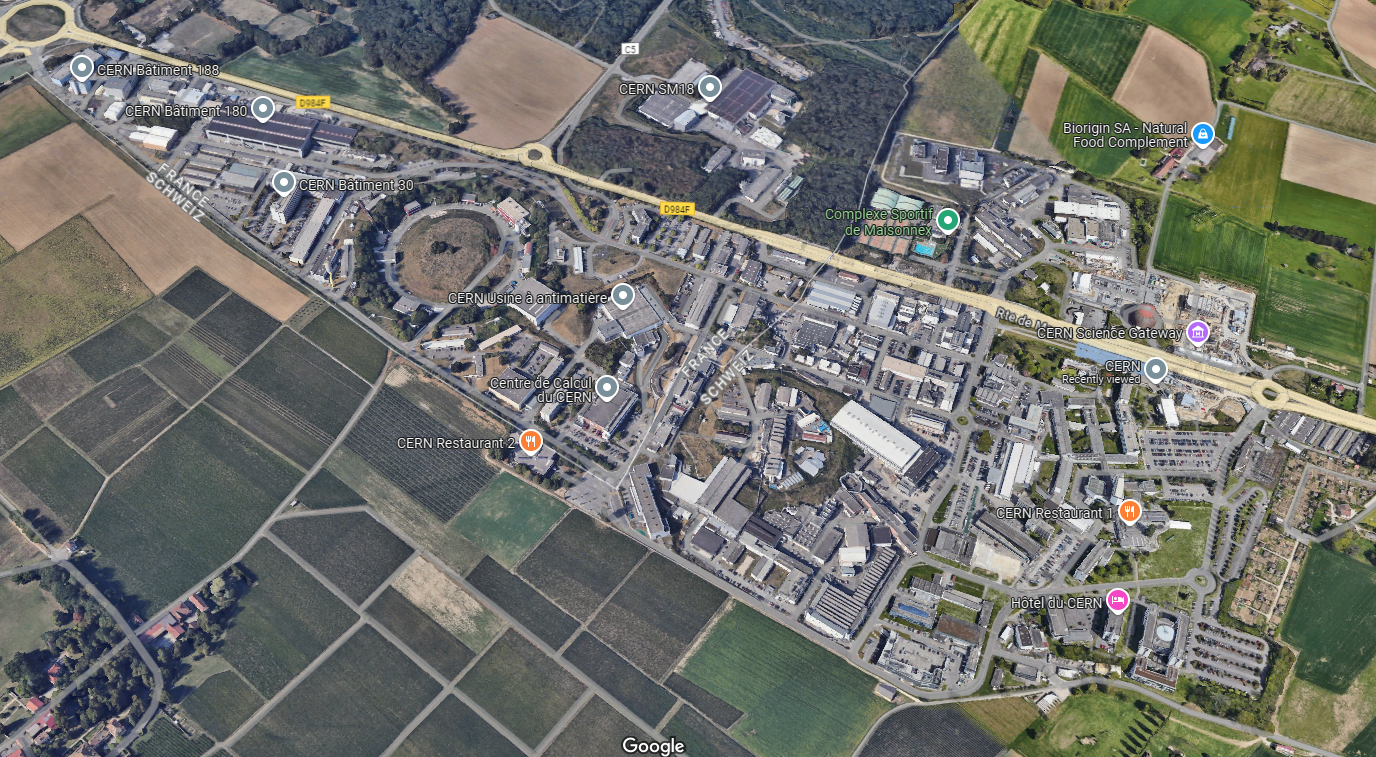 C5
CERN Bâtiment 188
CERN SM18
D984F
CERN Bâtiment 180
Biorigin SA - Natural
Food Complement
FRANCE
SCHWEIZ
CERN Bâtiment 30
D984F
Complexe Sportif
de Maisonnex
CERN Usine à antimatière
Rte de
CERN Science Gateway
FRANCE
SCHWEIZ
CERN
Recently viewed
Centre de Calcul
du CERN
CERN Restaurant 2
CERN Restaurant 1
Hôtel du CERN
Google